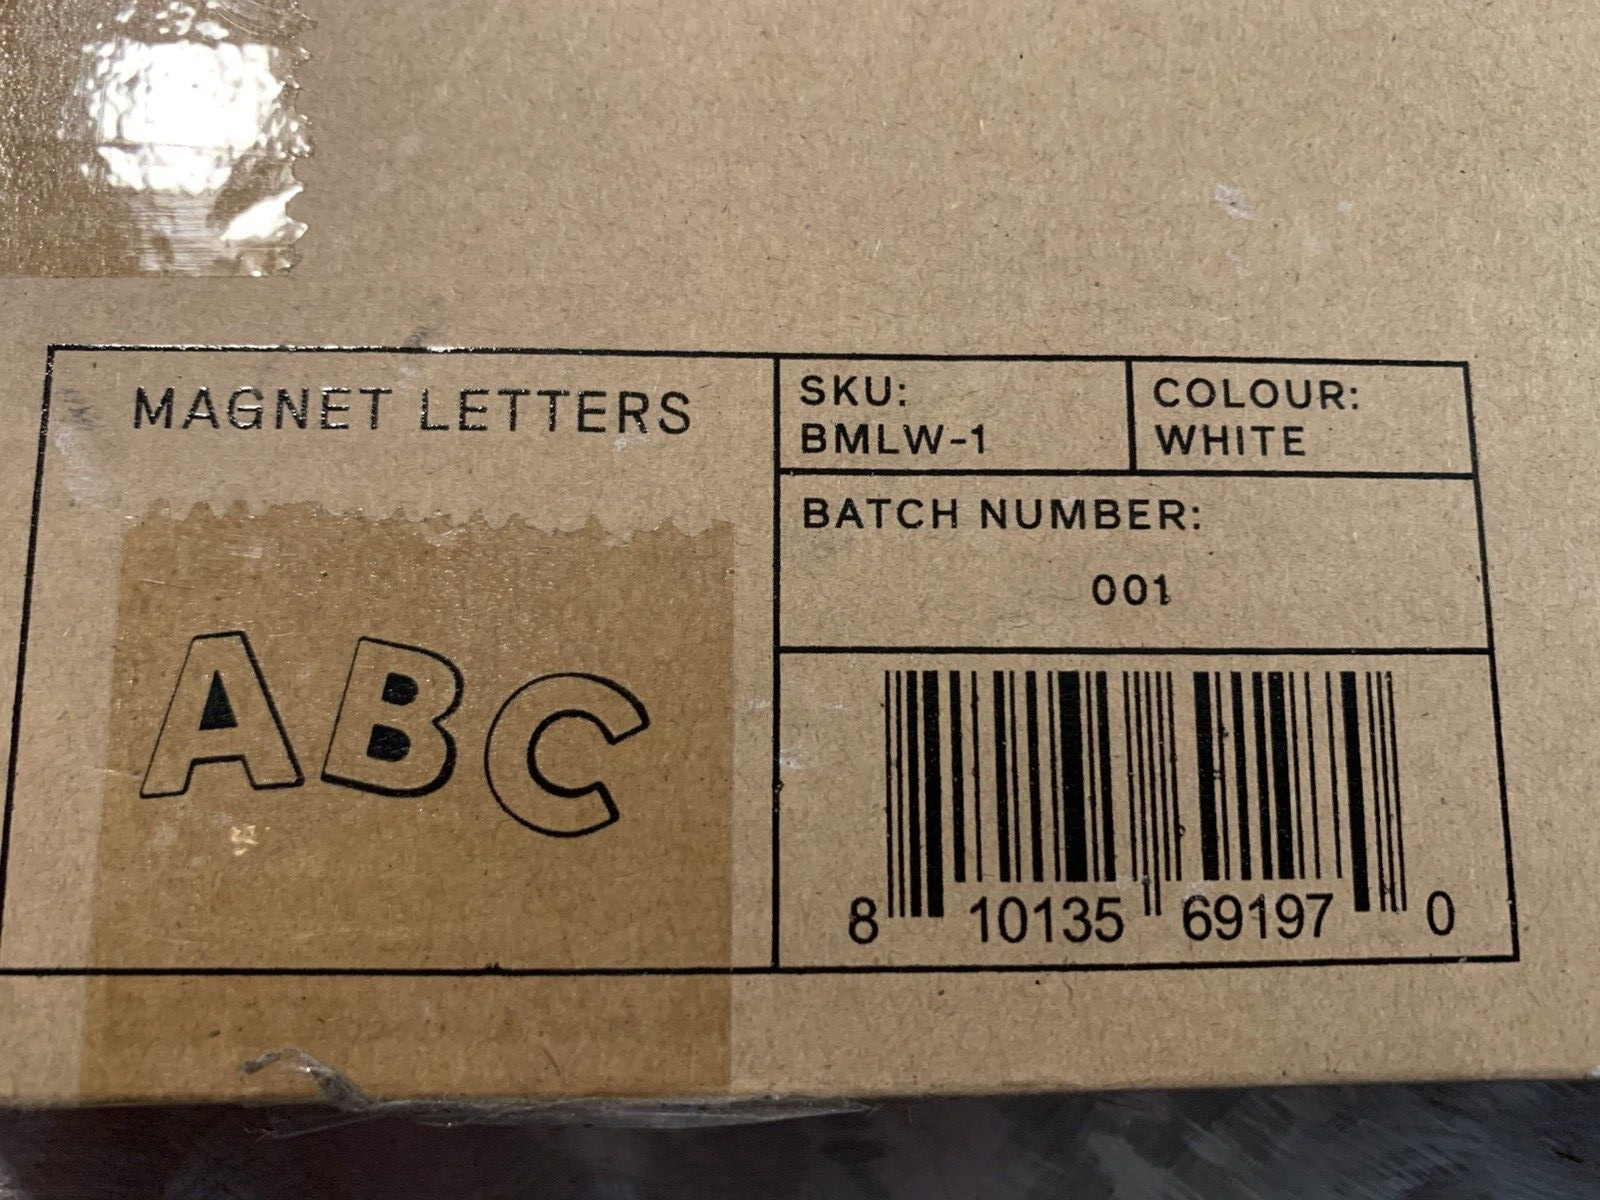 MAGNET LETTERS
ABC
SKU:
BMLW-1
COLOUR:
WHITE
BATCH NUMBER:
001
8 10135 69197 0